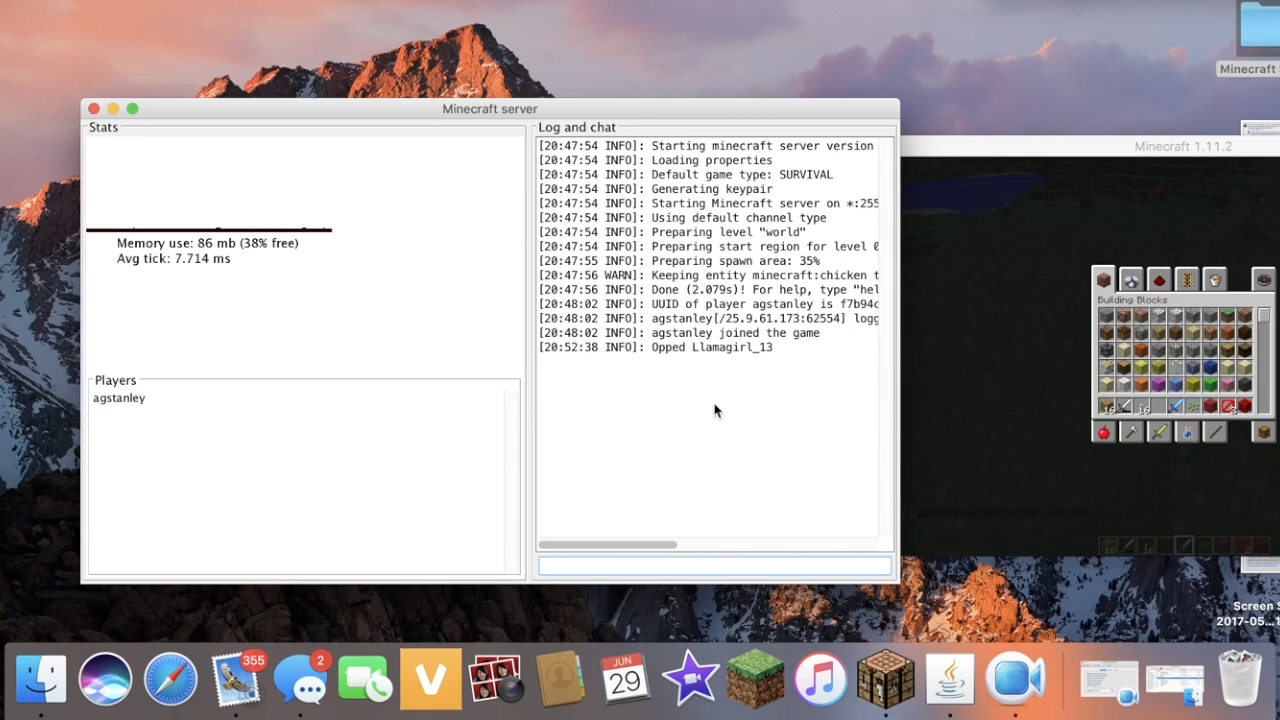 Minecraft
Minecraft server
Stats
Log and chat
Minecraft 1.11.2
[20:47:54 INFO]: Starting minecraft server version
[20:47:54 INFO]: Loading properties
[20:47:54 INFO]: Default game type: SURVIVAL
[20:47:54 INFO]: Generating keypair
[20:47:54 INFO]: Starting Minecraft server on *:255
[20:47:54 INFO]: Using default channel type
[20:47:54 INFO]: Preparing level "world"
[20:47:54 INFO]: Preparing start region for level 0
[20:47:55 INFO]: Preparing spawn area: 35%
[20:47:56 WARN]: Keeping entity minecraft:chicken t
[20:47:56 INFO]: Done (2.079s)! For help, type "hel
[20:48:02 INFO]: UUID of player agstanley is f7b94c
[20:48:02 INFO]: agstanley[/25.9.61.173:62554] logg
[20:48:02 INFO]: agstanley joined the game
[20:52:38 INFO]: Opped Llamagirl_13
Memory use: 86 mb (38% free)
Avg tick: 7.714 ms
Players
agstanley
Building Blocks
16
16
3
Screen S
2017-05...1
355
2
JUN
29